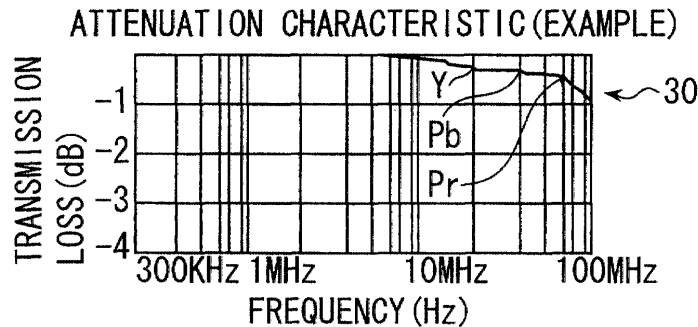 ATTENUATION CHARACTERISTIC(EXAMPLE)
TRANSMISSION
LOSS(dB)
-1
-2
-3
-4
Y
Pb
Pr
30
300KHz 1MHz 10MHz 100MHz
FREQUENCY(Hz)